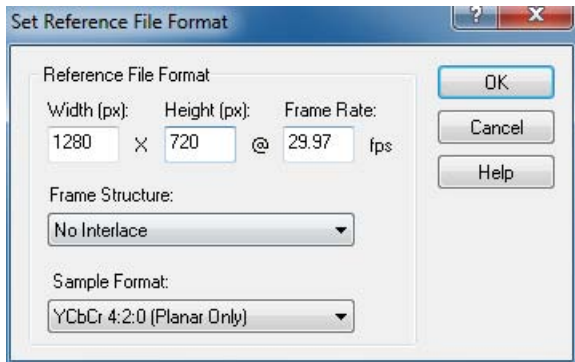 Set Reference File Format
?
X
Reference File Format
Width (px): Height (px): Frame Rate:
1280 X 720 @ 29.97 fps
Frame Structure:
No Interlace
Sample Format:
YCbCr 4:2:0 (Planar Only)
OK
Cancel
Help